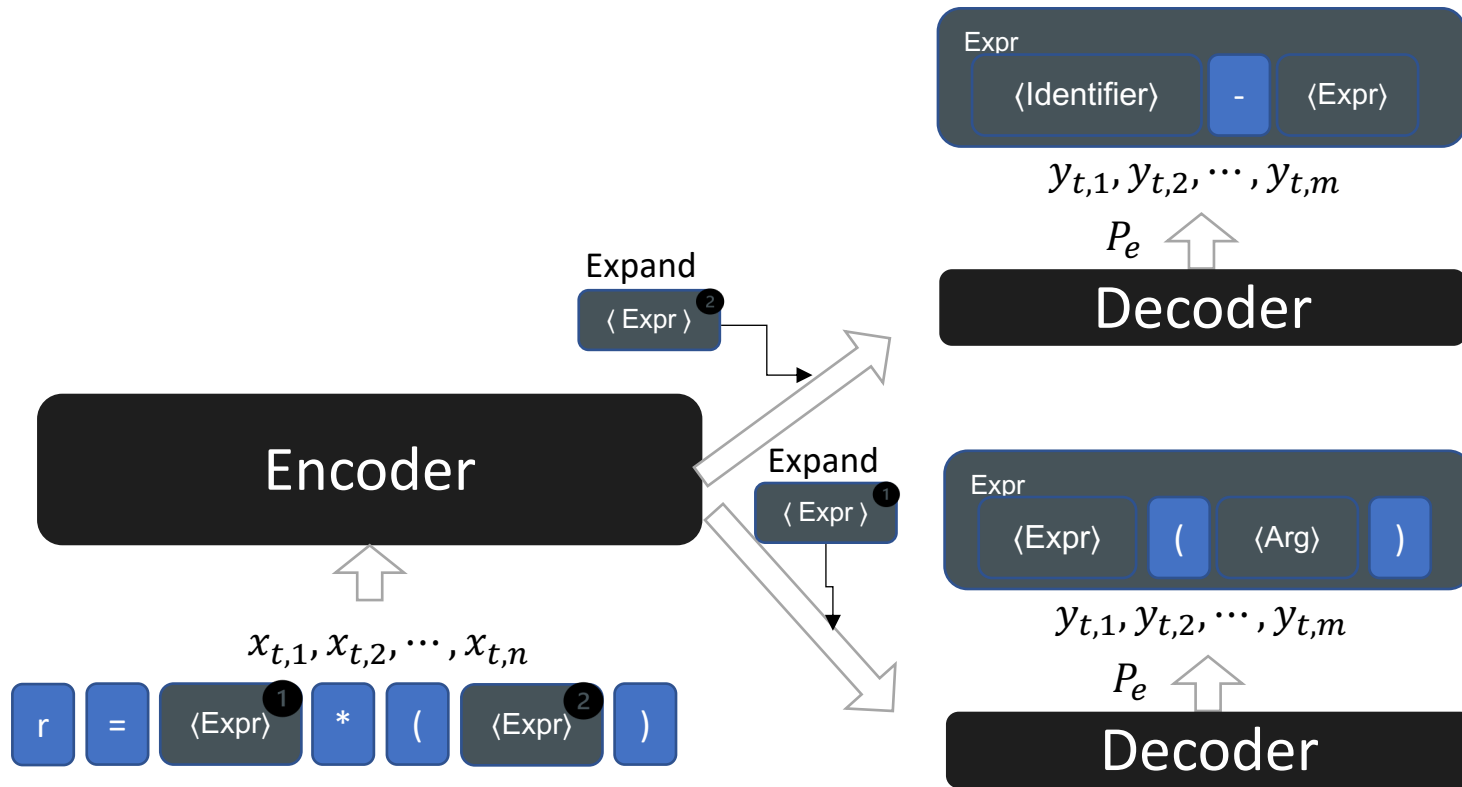 Expr
⟨Identifier⟩ - ⟨Expr⟩
y_{t,1}, y_{t,2}, ⋯, y_{t,m}
P_e
Decoder
Expand
⟨ Expr ⟩ 2
Encoder
Expand
⟨ Expr ⟩ 1
Expr
⟨Expr⟩ ( ⟨Arg⟩ )
y_{t,1}, y_{t,2}, ⋯, y_{t,m}
P_e
Decoder
x_{t,1}, x_{t,2}, ⋯, x_{t,n}
r = ⟨Expr⟩ 1 * ( ⟨Expr⟩ 2 )